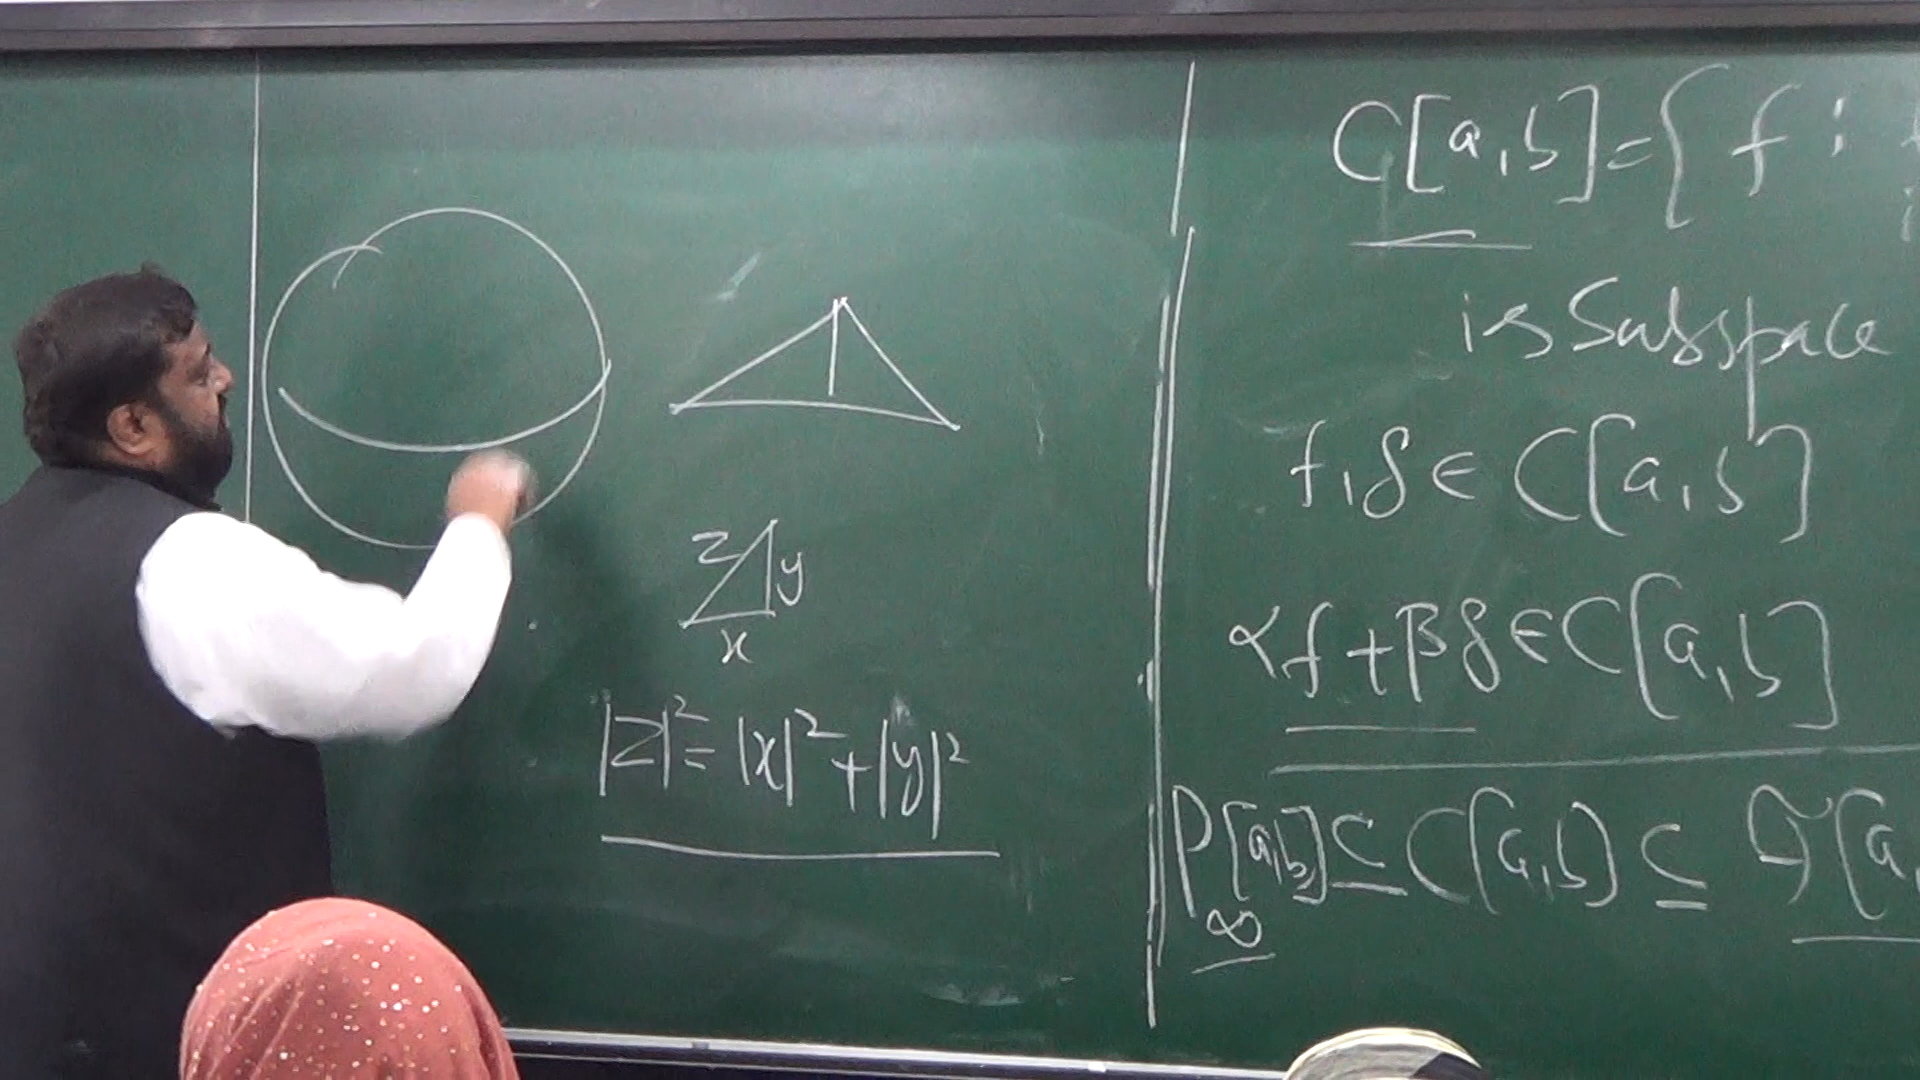 z y
x
|z|² = |x|² + |y|²
C[a,b] = { f :
is Subspace
f, g ∈ C[a,b]
αf + βg ∈ C[a,b]
P∞[a,b] ⊆ C[a,b] ⊆ F[a,